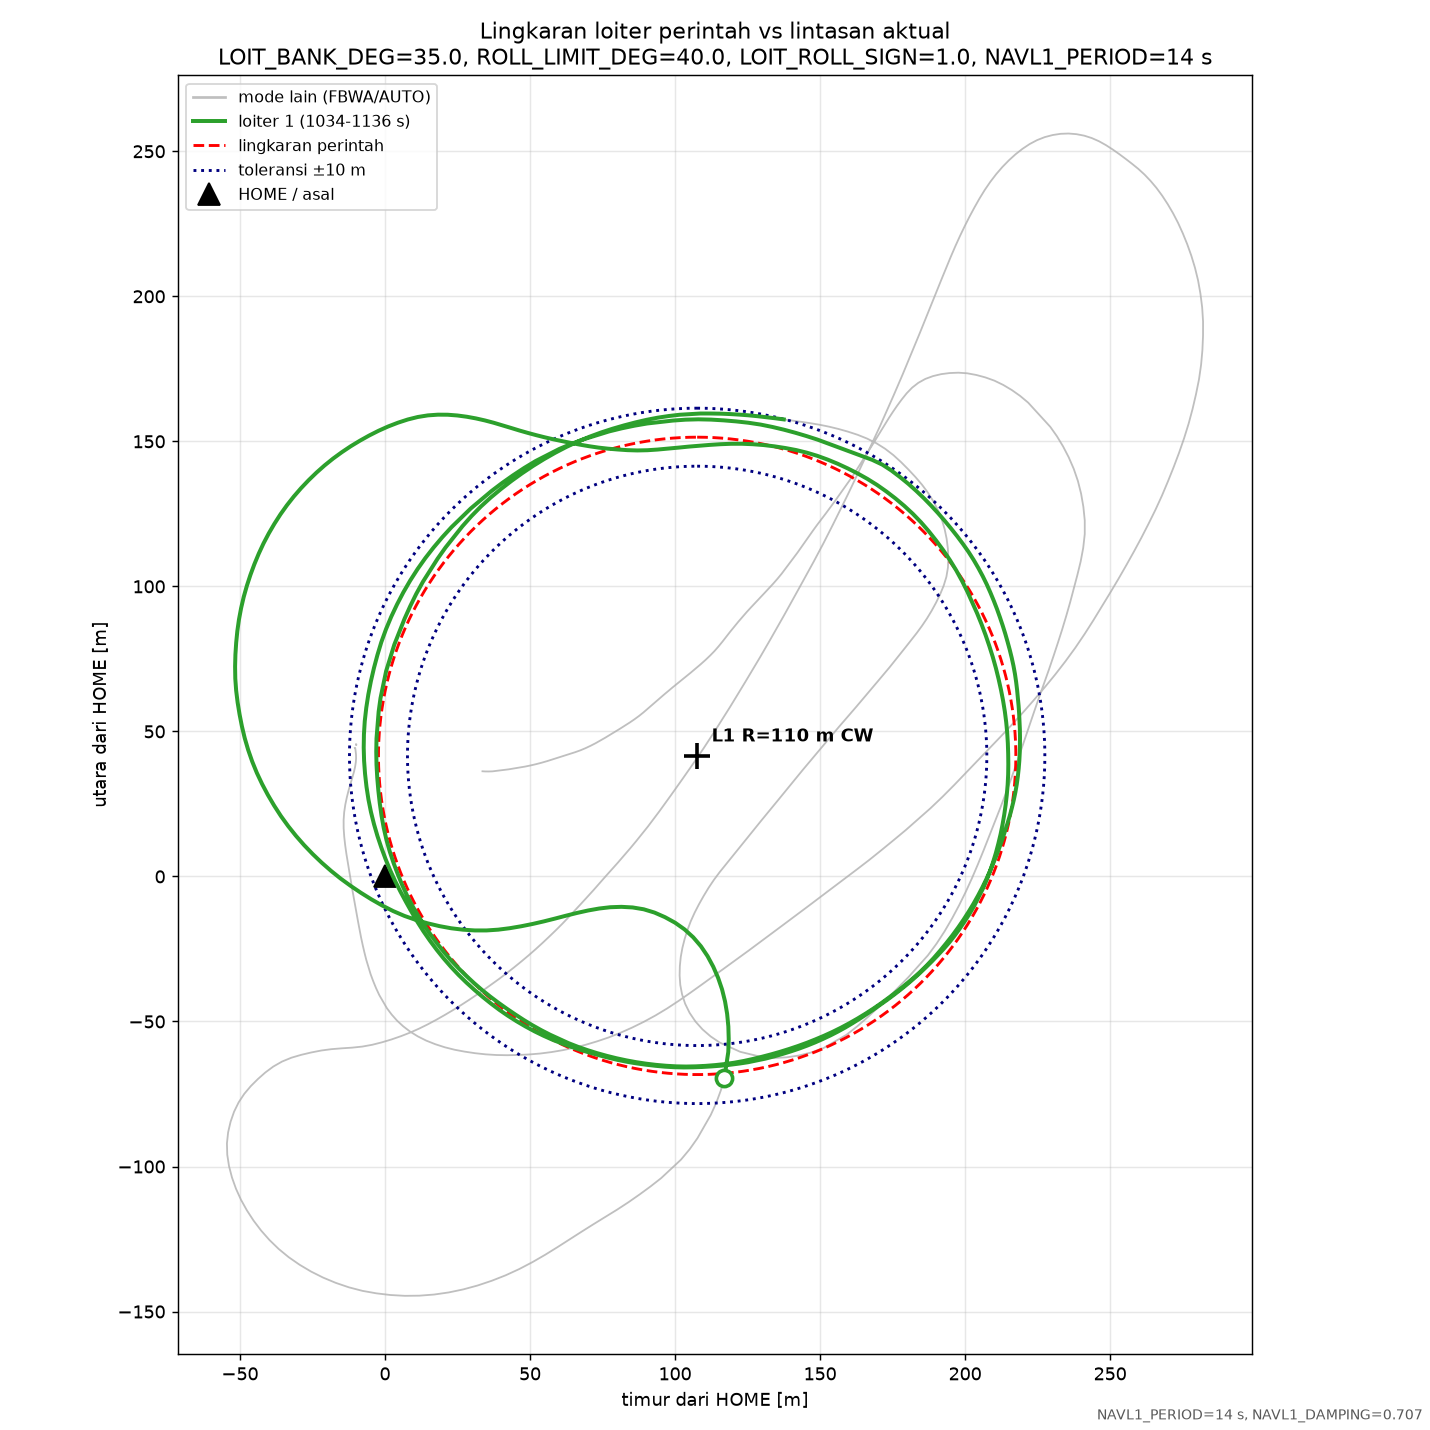 Lingkaran loiter perintah vs lintasan aktual
LOIT_BANK_DEG=35.0, ROLL_LIMIT_DEG=40.0, LOIT_ROLL_SIGN=1.0, NAVL1_PERIOD=14 s
mode lain (FBWA/AUTO)
loiter 1 (1034-1136 s)
lingkaran perintah
toleransi ±10 m
HOME / asal
250
200
150
100
50
0
−50
−100
−150
utara dari HOME [m]
L1 R=110 m CW
−50
0
50
100
150
200
250
timur dari HOME [m]
NAVL1_PERIOD=14 s, NAVL1_DAMPING=0.707